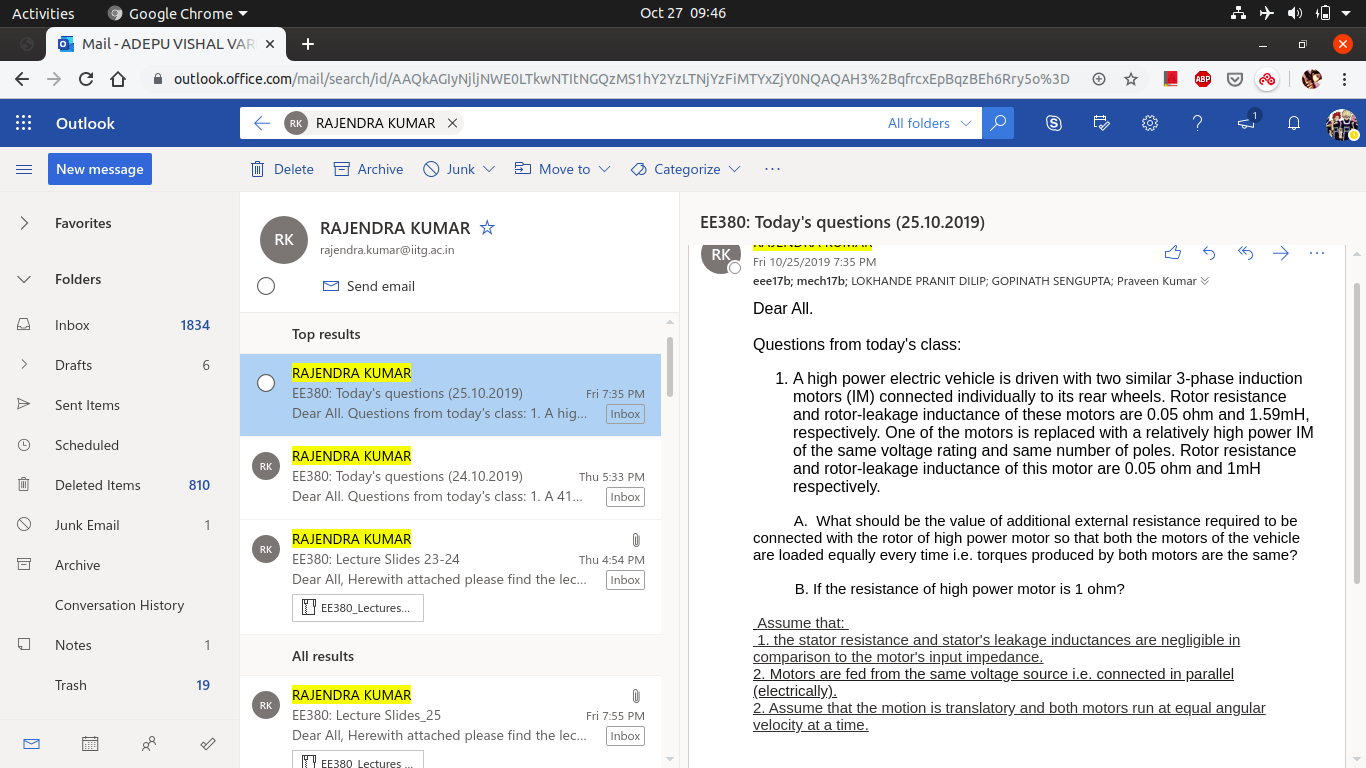 Activities
Google Chrome
Oct 27 09:46
Mail - ADEPU VISHAL VAR
outlook.office.com/mail/search/id/AAQkAGIyNjljNWE0LTkwNTItNGQzMS1hY2YzLTNjYzFiMTYxZjY0NQAQAH3%2BqfrcxEpBqzBEh6Rry5o%3D
ABP
Outlook
RK RAJENDRA KUMAR
All folders
1
New message
Delete
Archive
Junk
Move to
Categorize
Favorites
Folders
Inbox 1834
Drafts 6
Sent Items
Scheduled
Deleted Items 810
Junk Email 1
Archive
Conversation History
Notes 1
Trash 19
RK
RAJENDRA KUMAR
rajendra.kumar@iitg.ac.in
Send email
Top results
RAJENDRA KUMAR
EE380: Today's questions (25.10.2019) Fri 7:35 PM
Dear All. Questions from today's class: 1. A hig... Inbox
RK
RAJENDRA KUMAR
EE380: Today's questions (24.10.2019) Thu 5:33 PM
Dear All. Questions from today's class: 1. A 41... Inbox
RK
RAJENDRA KUMAR
EE380: Lecture Slides 23-24 Thu 4:54 PM
Dear All, Herewith attached please find the lec... Inbox
EE380_Lectures...
All results
RK
RAJENDRA KUMAR
EE380: Lecture Slides_25 Fri 7:55 PM
Dear All, Herewith attached please find the lec... Inbox
EE380_Lectures ...
EE380: Today's questions (25.10.2019)
RK
RAJENDRA KUMAR
Fri 10/25/2019 7:35 PM
eee17b; mech17b; LOKHANDE PRANIT DILIP; GOPINATH SENGUPTA; Praveen Kumar
Dear All.
Questions from today's class:
1. A high power electric vehicle is driven with two similar 3-phase induction
motors (IM) connected individually to its rear wheels. Rotor resistance
and rotor-leakage inductance of these motors are 0.05 ohm and 1.59mH,
respectively. One of the motors is replaced with a relatively high power IM
of the same voltage rating and same number of poles. Rotor resistance
and rotor-leakage inductance of this motor are 0.05 ohm and 1mH
respectively.
A. What should be the value of additional external resistance required to be
connected with the rotor of high power motor so that both the motors of the vehicle
are loaded equally every time i.e. torques produced by both motors are the same?
B. If the resistance of high power motor is 1 ohm?
Assume that:
1. the stator resistance and stator's leakage inductances are negligible in
comparison to the motor's input impedance.
2. Motors are fed from the same voltage source i.e. connected in parallel
(electrically).
2. Assume that the motion is translatory and both motors run at equal angular
velocity at a time.